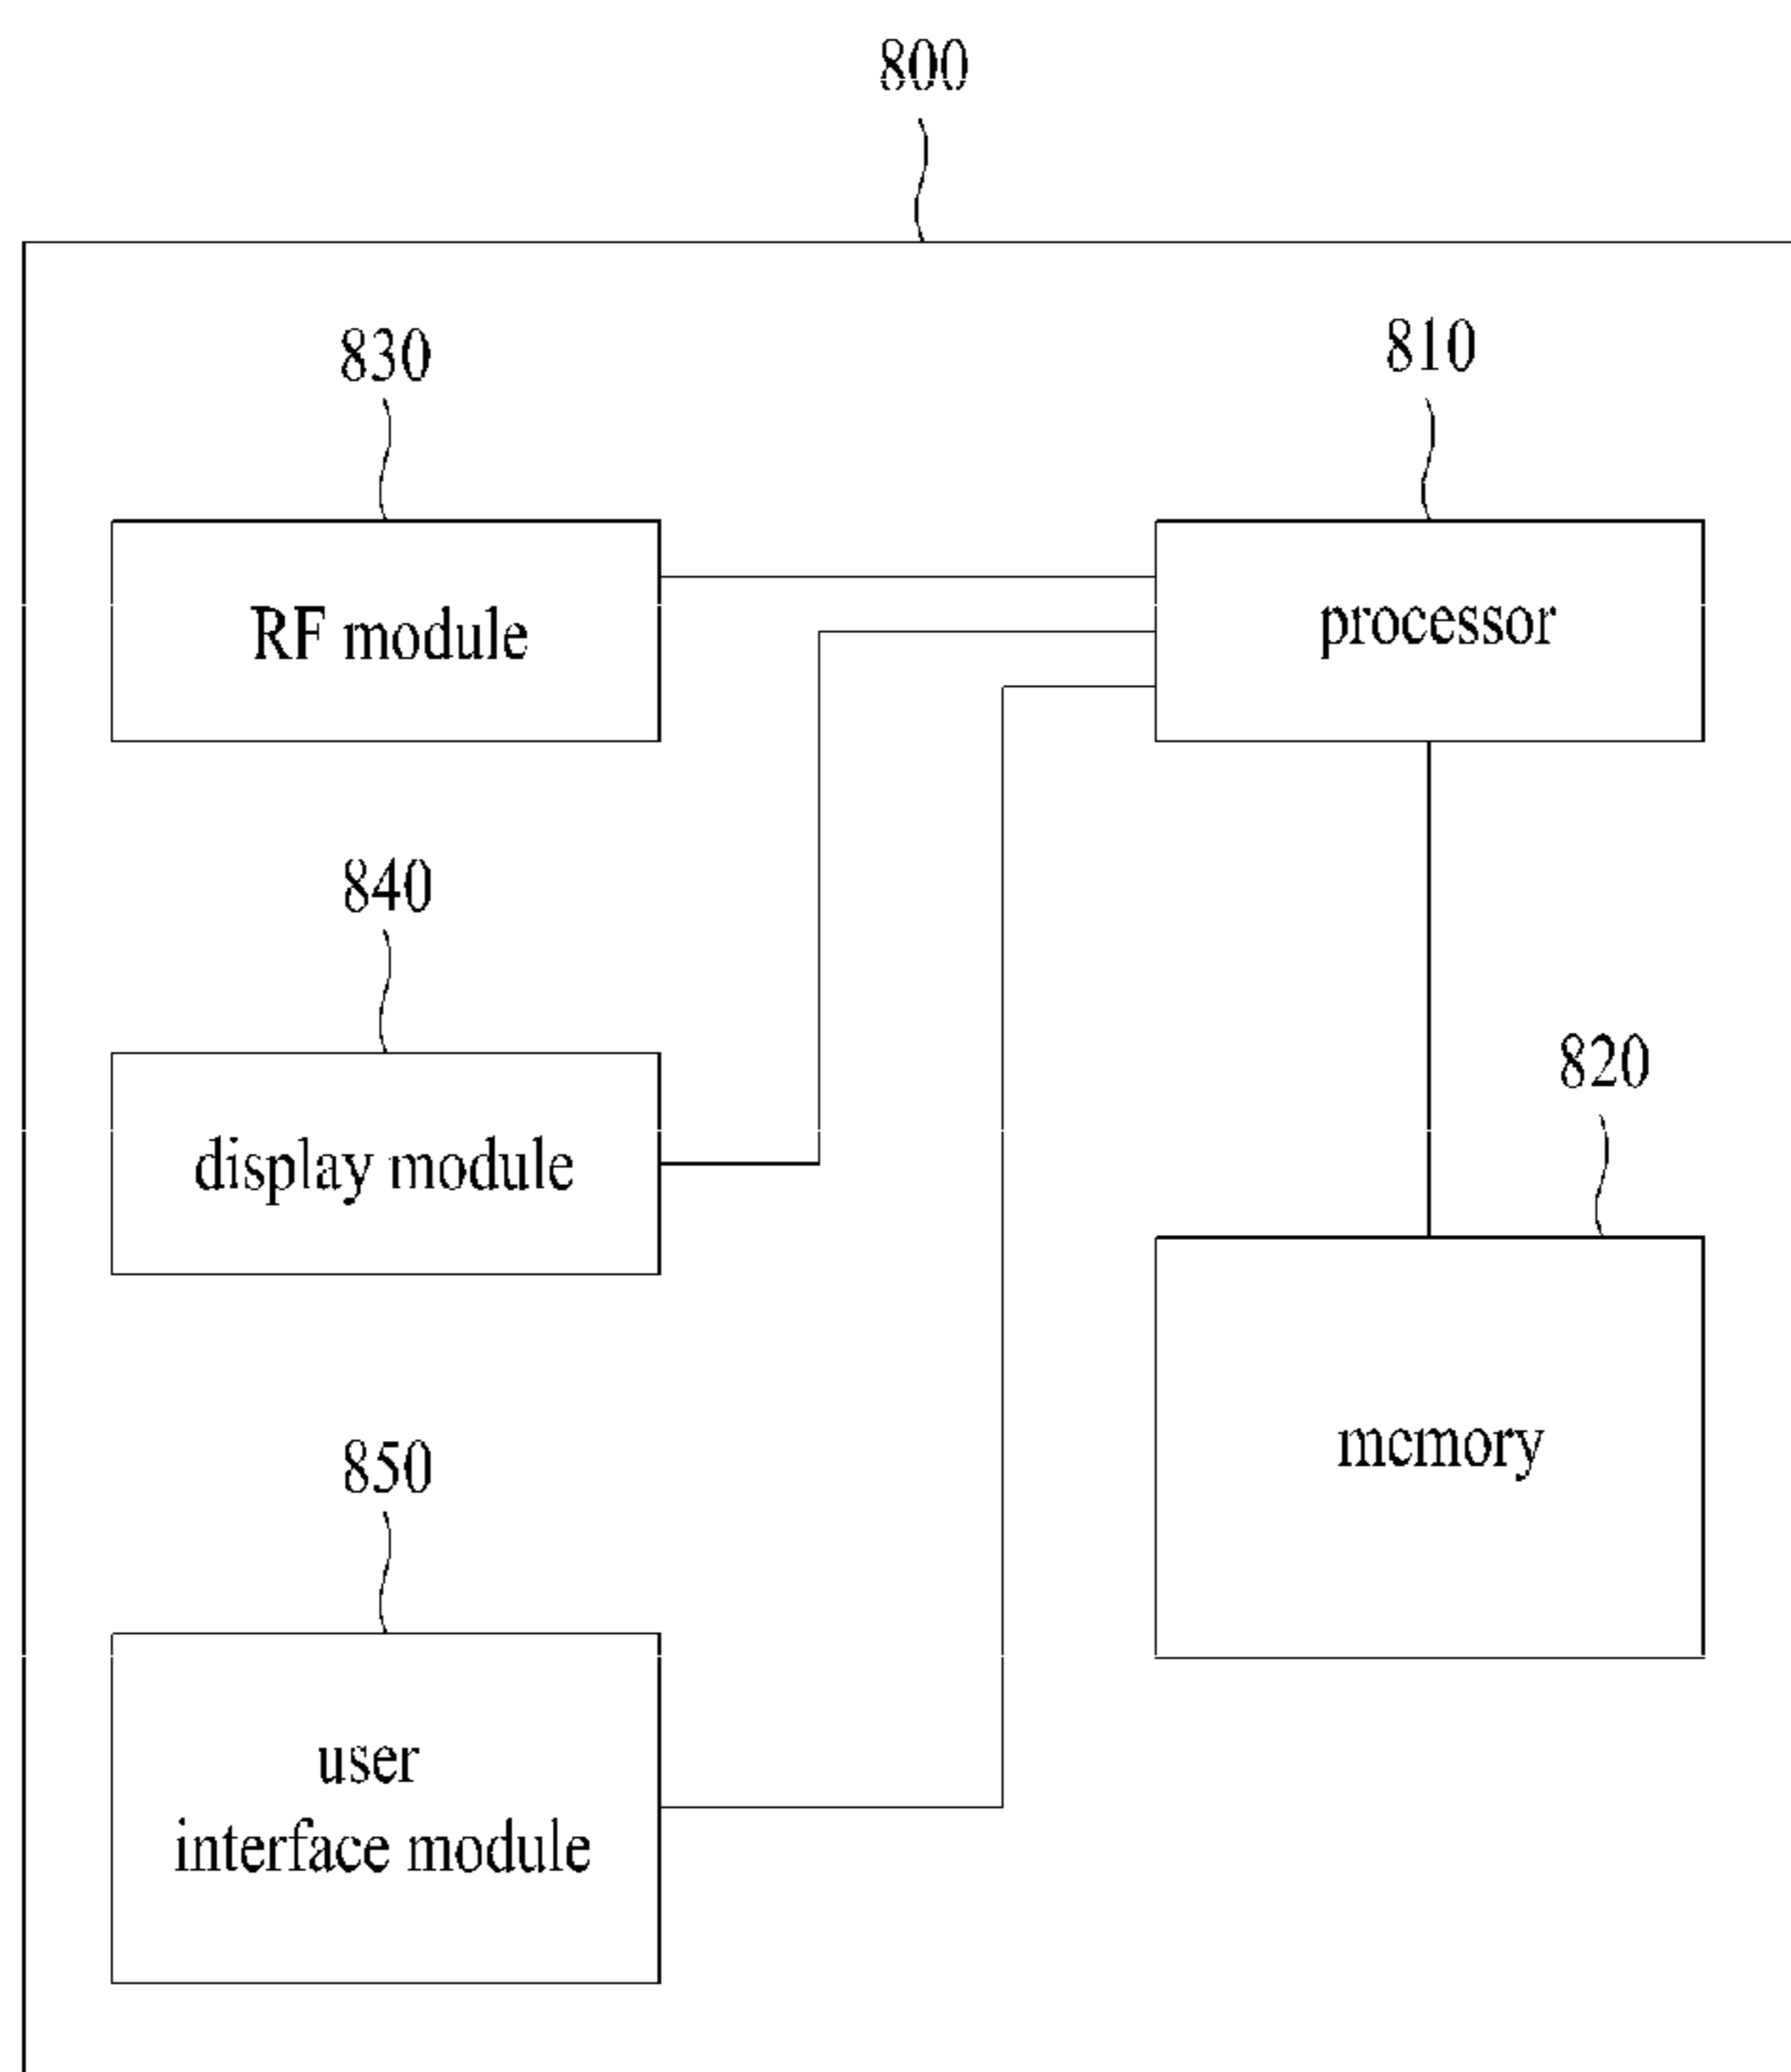 800
830
810
RF module
processor
840
820
display module
memory
850
user
interface module